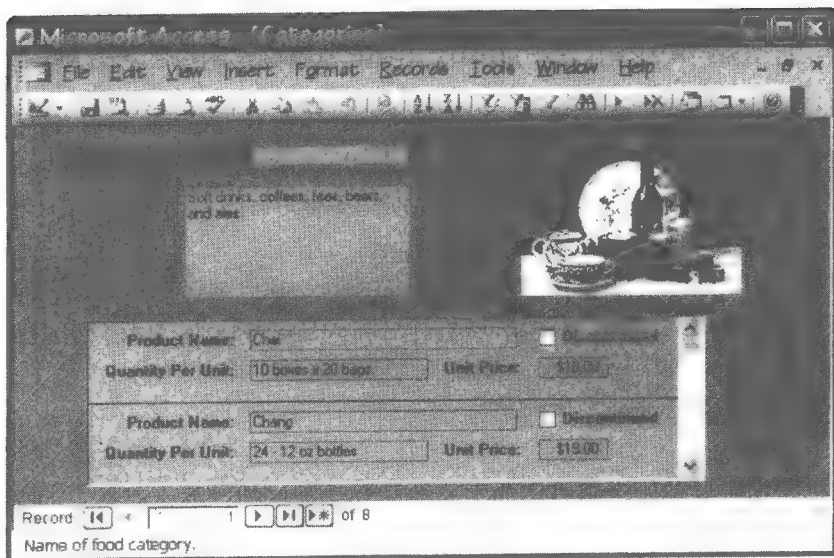 Microsoft Access - [Categories]
File Edit View Insert Format Records Tools Window Help
Soft drinks, coffees, teas, beers,
and ales
Product Name: Chai Discontinued
Quantity Per Unit: 10 boxes x 20 bags Unit Price: $18.00
Product Name: Chang Discontinued
Quantity Per Unit: 24 - 12 oz bottles Unit Price: $19.00
Record 1 of 8
Name of food category.